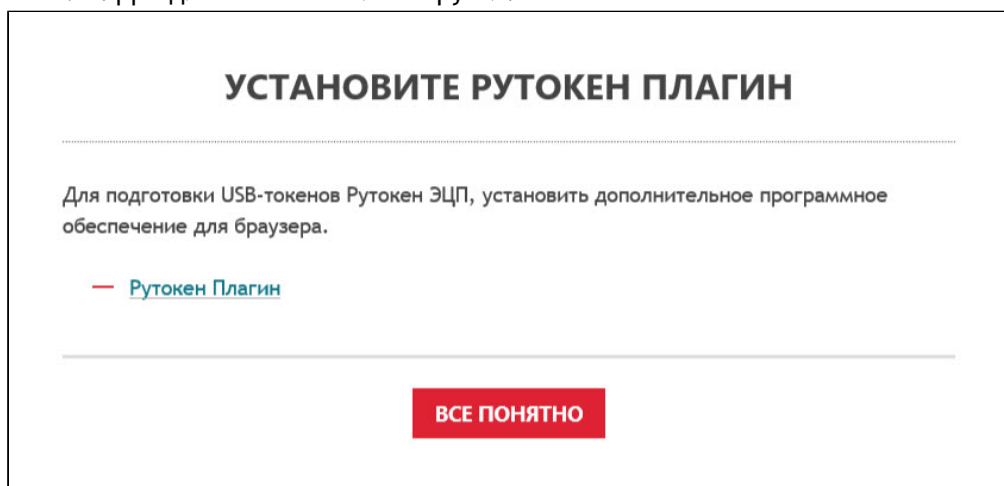 УСТАНОВИТЕ РУТОКЕН ПЛАГИН
Для подготовки USB-токенов Рутокен ЭЦП, установить дополнительное программное
обеспечение для браузера.
— Рутокен Плагин
ВСЕ ПОНЯТНО